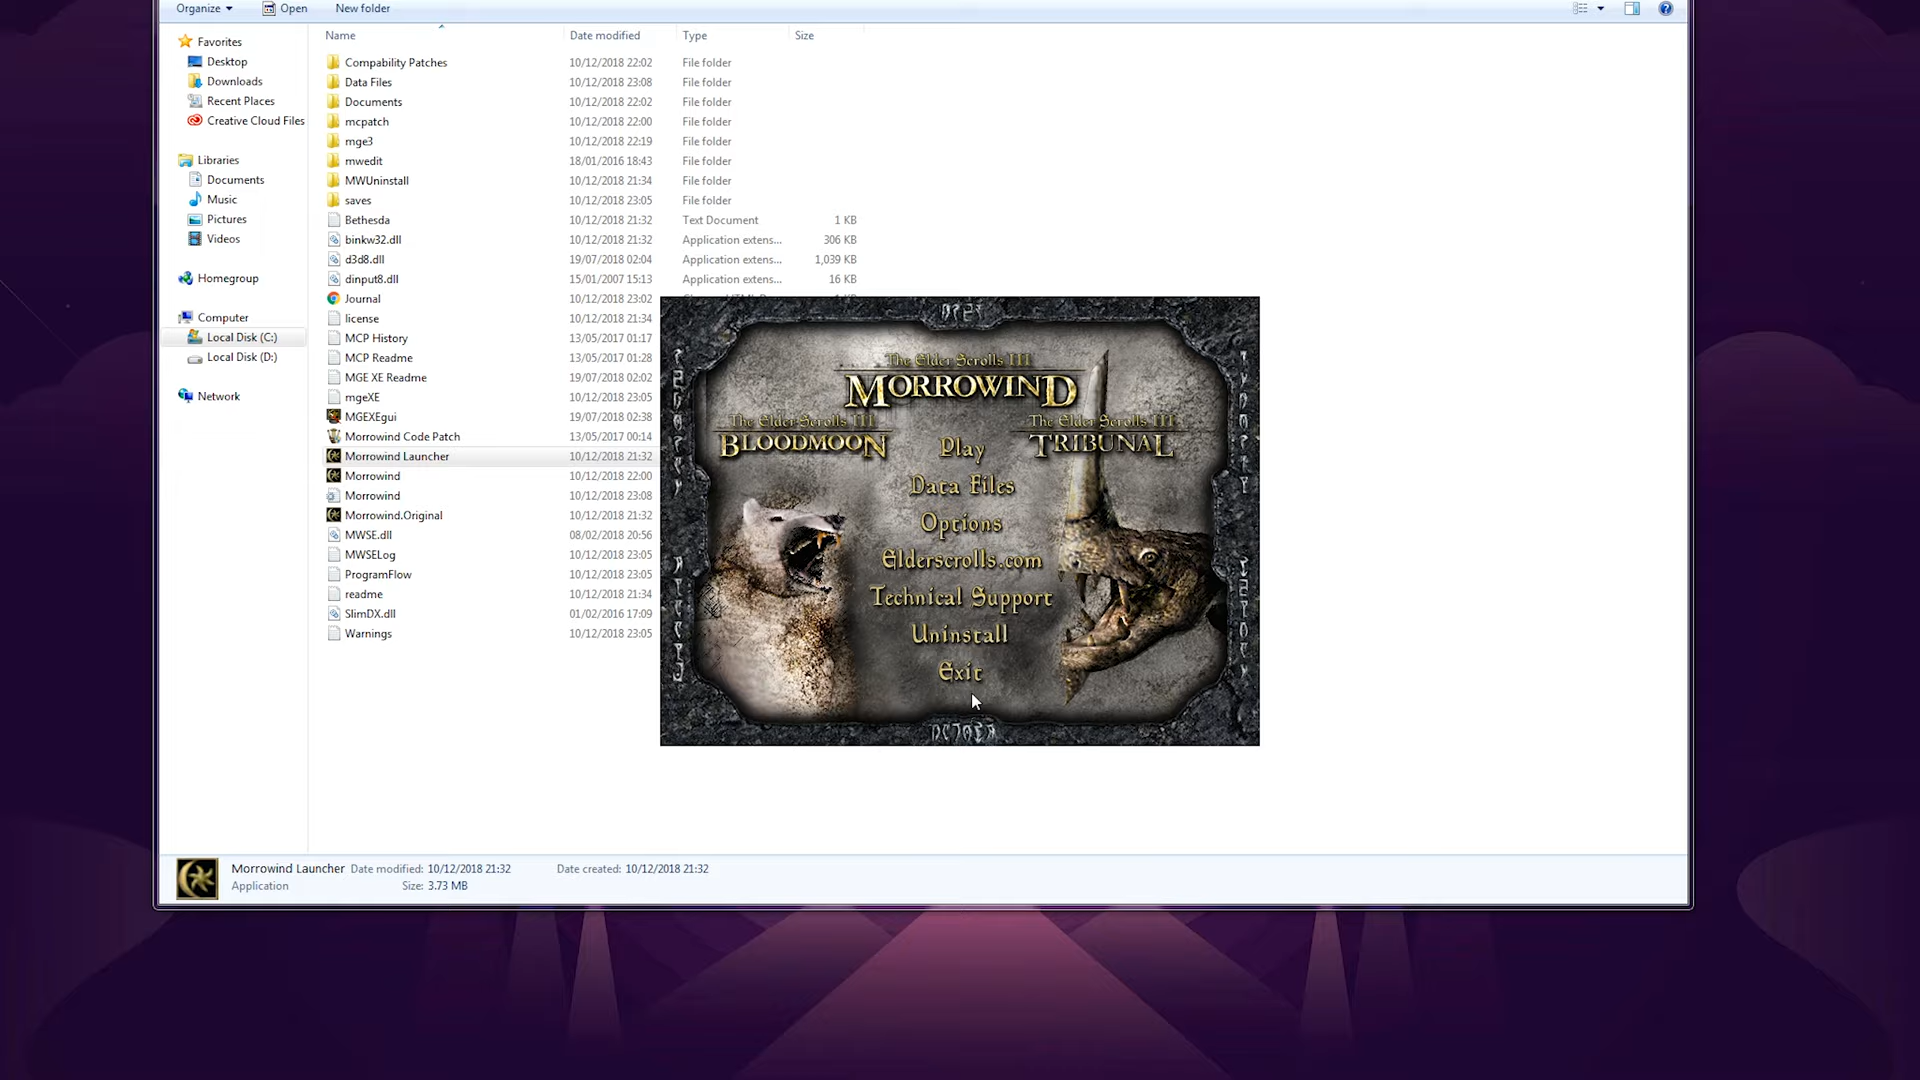 Organize Open New folder
Name Date modified Type Size
Favorites
Desktop
Downloads
Recent Places
Creative Cloud Files
Libraries
Documents
Music
Pictures
Videos
Homegroup
Computer
Local Disk (C:)
Local Disk (D:)
Network
Compability Patches 10/12/2018 22:02 File folder
Data Files 10/12/2018 23:08 File folder
Documents 10/12/2018 22:02 File folder
mcpatch 10/12/2018 22:00 File folder
mge3 10/12/2018 22:19 File folder
mwedit 18/01/2016 18:43 File folder
MWUninstall 10/12/2018 21:34 File folder
saves 10/12/2018 23:05 File folder
Bethesda 10/12/2018 21:32 Text Document 1 KB
binkw32.dll 10/12/2018 21:32 Application extens... 306 KB
d3d8.dll 19/07/2018 02:04 Application extens... 1,039 KB
dinput8.dll 15/01/2007 15:13 Application extens... 16 KB
Journal 10/12/2018 23:02
license 10/12/2018 21:34
MCP History 13/05/2017 01:17
MCP Readme 13/05/2017 01:28
MGE XE Readme 19/07/2018 02:02
mgeXE 10/12/2018 23:05
MGEXEgui 19/07/2018 02:38
Morrowind Code Patch 13/05/2017 00:14
Morrowind Launcher 10/12/2018 21:32
Morrowind 10/12/2018 22:00
Morrowind 10/12/2018 23:08
Morrowind.Original 10/12/2018 21:32
MWSE.dll 08/02/2018 20:56
MWSELog 10/12/2018 23:05
ProgramFlow 10/12/2018 23:05
readme 10/12/2018 21:34
SlimDX.dll 01/02/2016 17:09
Warnings 10/12/2018 23:05
The Elder Scrolls III
MORROWIND
The Elder Scrolls III
BLOODMOON
The Elder Scrolls III
TRIBUNAL
Play
Data Files
Options
Elderscrolls.com
Technical Support
Uninstall
Exit
Morrowind Launcher Date modified: 10/12/2018 21:32 Date created: 10/12/2018 21:32
Application Size: 3.73 MB